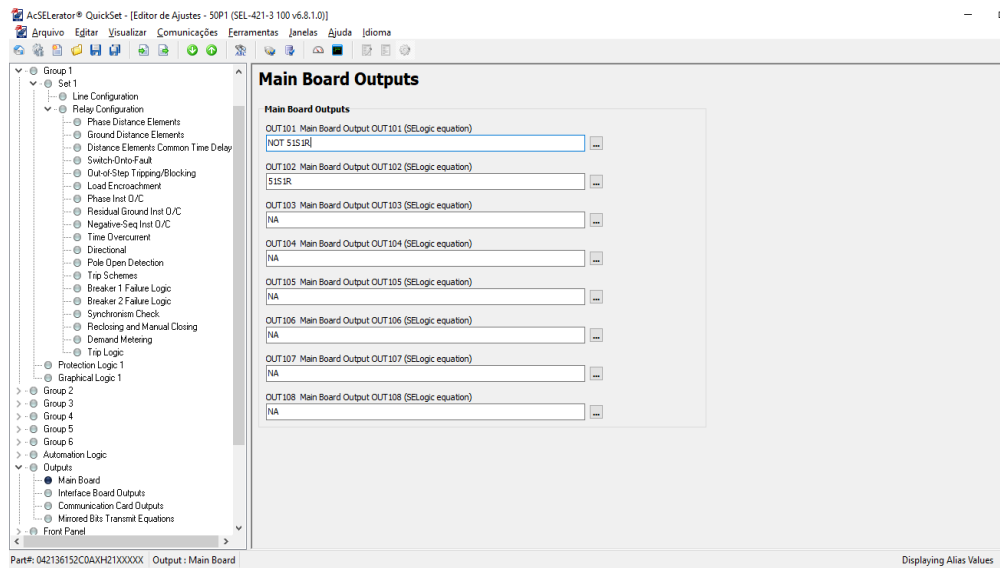 AcSELerator® QuickSet - [Editor de Ajustes - 50P1 (SEL-421-3 100 v6.8.1.0)]
Arquivo Egitar Visualizar Comunicações Ferramentas Janelas Ajuda Idioma
Group 1
Set 1
Line Configuration
Relay Configuration
Phase Distance Elements
Ground Distance Elements
Distance Elements Common Time Delay
Switch-Onto-Fault
Out-of-Step Tripping/Blocking
Load Encroachment
Phase Inst O/C
Residual Ground Inst O/C
Negative-Seq Inst O/C
Time Overcurrent
Directional
Pole Open Detection
Trip Schemes
Breaker 1 Failure Logic
Breaker 2 Failure Logic
Synchronism Check
Reclosing and Manual Closing
Demand Metering
Trip Logic
Protection Logic 1
Graphical Logic 1
Group 2
Group 3
Group 4
Group 5
Group 6
Automation Logic
Outputs
Main Board
Interface Board Outputs
Communication Card Outputs
Mirrored Bits Transmit Equations
Front Panel
Main Board Outputs
Main Board Outputs
OUT101 Main Board Output OUT101 (SELogic equation)
NOT 51S1R
...
OUT102 Main Board Output OUT102 (SELogic equation)
51S1R
...
OUT103 Main Board Output OUT103 (SELogic equation)
NA
...
OUT104 Main Board Output OUT104 (SELogic equation)
NA
...
OUT105 Main Board Output OUT105 (SELogic equation)
NA
...
OUT106 Main Board Output OUT106 (SELogic equation)
NA
...
OUT107 Main Board Output OUT107 (SELogic equation)
NA
...
OUT108 Main Board Output OUT108 (SELogic equation)
NA
...
Part#: 042136152C0AXH21XXXXX Output : Main Board Displaying Alias Values